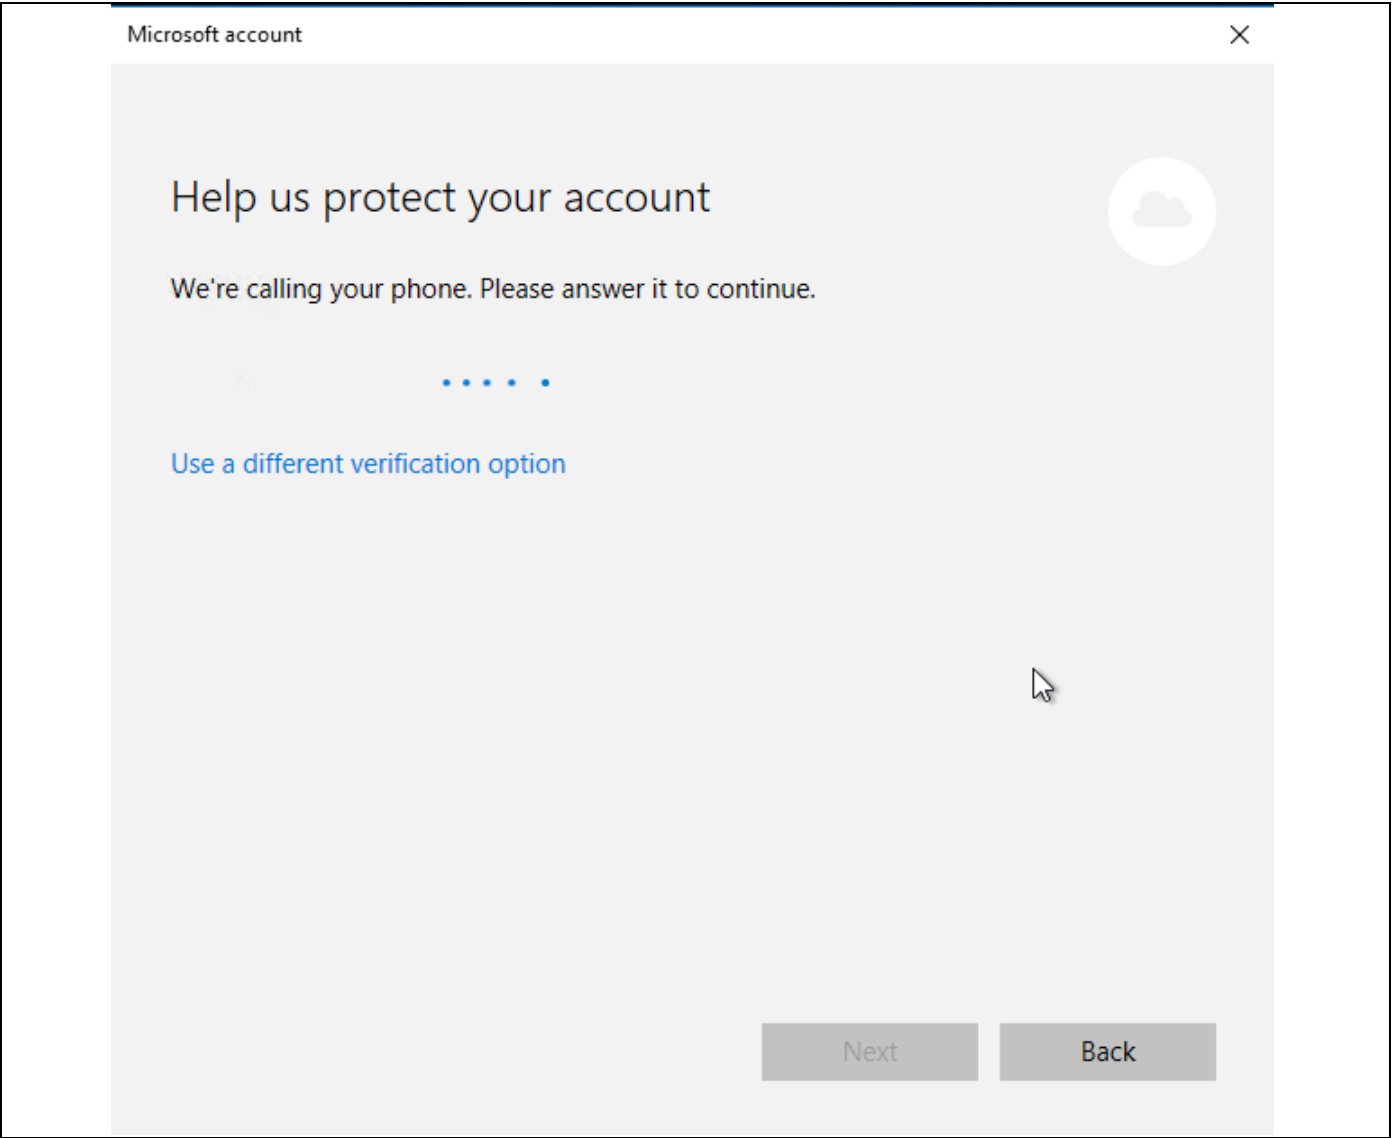 Microsoft account
Help us protect your account
We're calling your phone. Please answer it to continue.
Use a different verification option
Next
Back